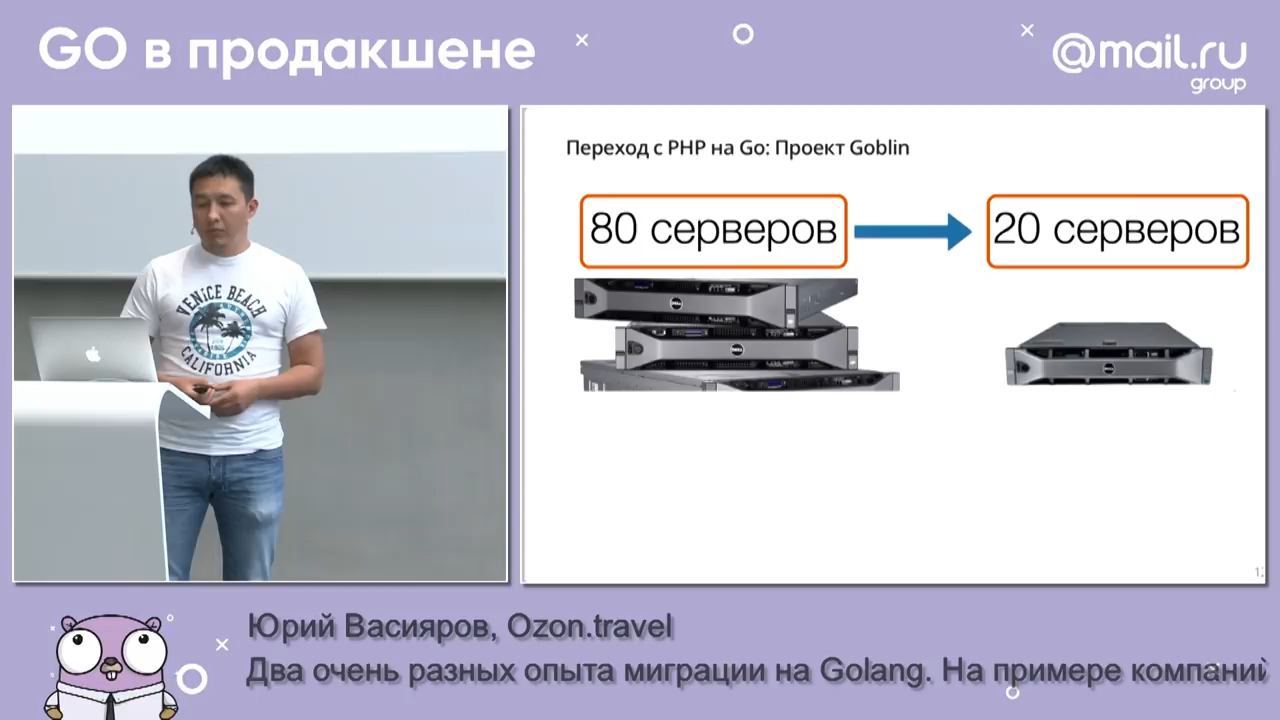 GO в продакшене
@mail.ru
group
VENICE BEACH
CALIFORNIA
Переход с PHP на Go: Проект Goblin
80 серверов
20 серверов
Юрий Васияров, Ozon.travel
Два очень разных опыта миграции на Golang. На примере компаний